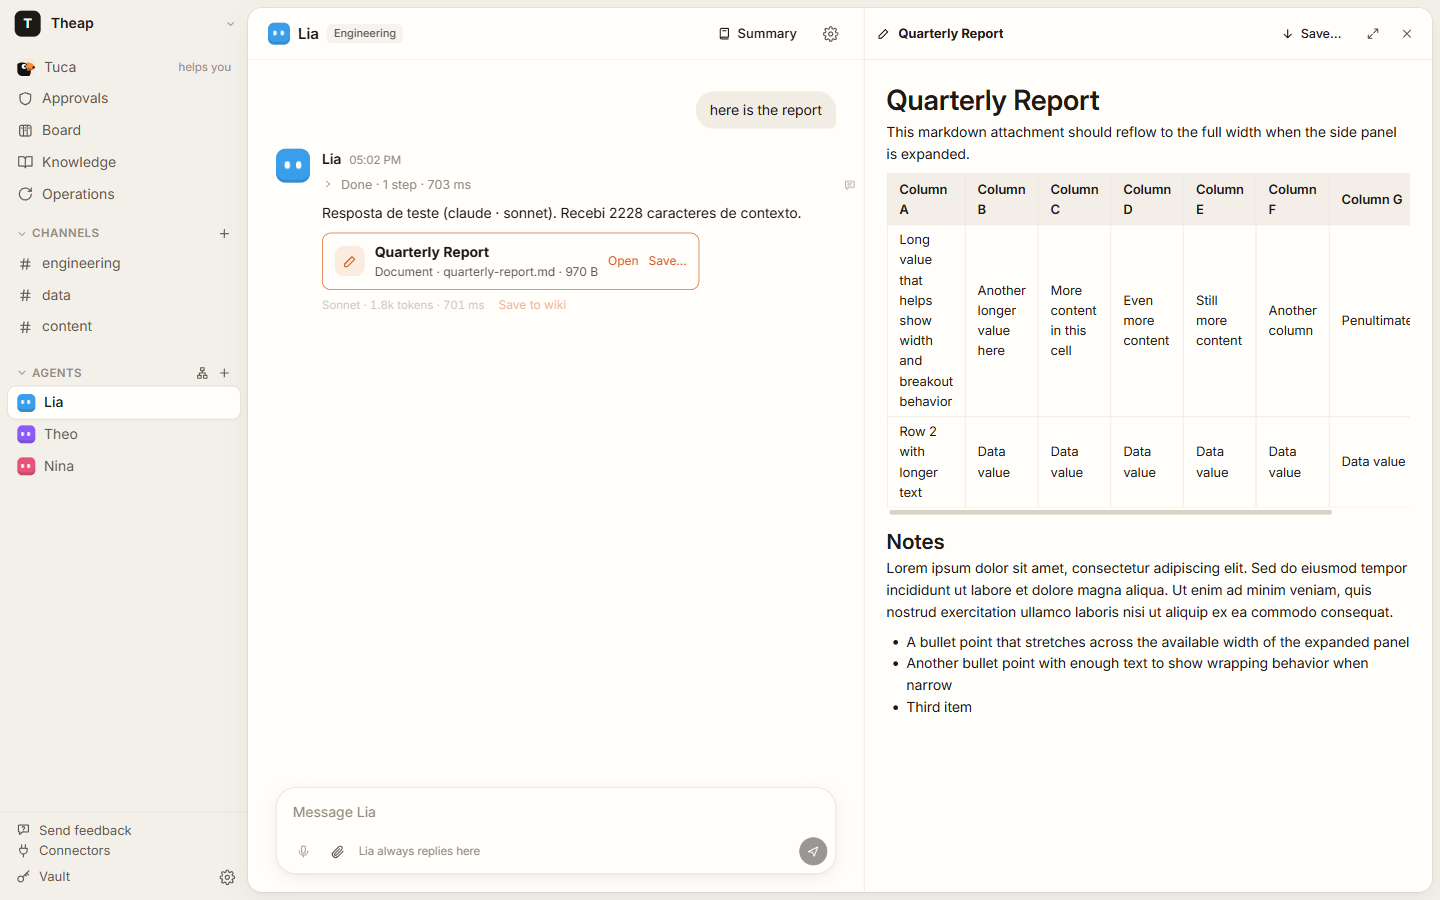 T Theap
Tuca helps you
Approvals
Board
Knowledge
Operations
CHANNELS
# engineering
# data
# content
AGENTS
Lia
Theo
Nina
Send feedback
Connectors
Vault
Lia Engineering
Summary
here is the report
Lia 05:02 PM
Done · 1 step · 703 ms
Resposta de teste (claude · sonnet). Recebi 2228 caracteres de contexto.
Quarterly Report
Document · quarterly-report.md · 970 B
Open Save...
Sonnet · 1.8k tokens · 701 ms Save to wiki
Message Lia
Lia always replies here
Quarterly Report
Save...
Quarterly Report
This markdown attachment should reflow to the full width when the side panel
is expanded.
Column
A
Column
B
Column
C
Column
D
Column
E
Column
F
Column G
Long
value
that
helps
show
width
and
breakout
behavior
Another
longer
value
here
More
content
in this
cell
Even
more
content
Still
more
content
Another
column
Penultimate
Row 2
with
longer
text
Data
value
Data
value
Data
value
Data
value
Data
value
Data value
Notes
Lorem ipsum dolor sit amet, consectetur adipiscing elit. Sed do eiusmod tempor
incididunt ut labore et dolore magna aliqua. Ut enim ad minim veniam, quis
nostrud exercitation ullamco laboris nisi ut aliquip ex ea commodo consequat.
• A bullet point that stretches across the available width of the expanded panel
• Another bullet point with enough text to show wrapping behavior when
narrow
• Third item